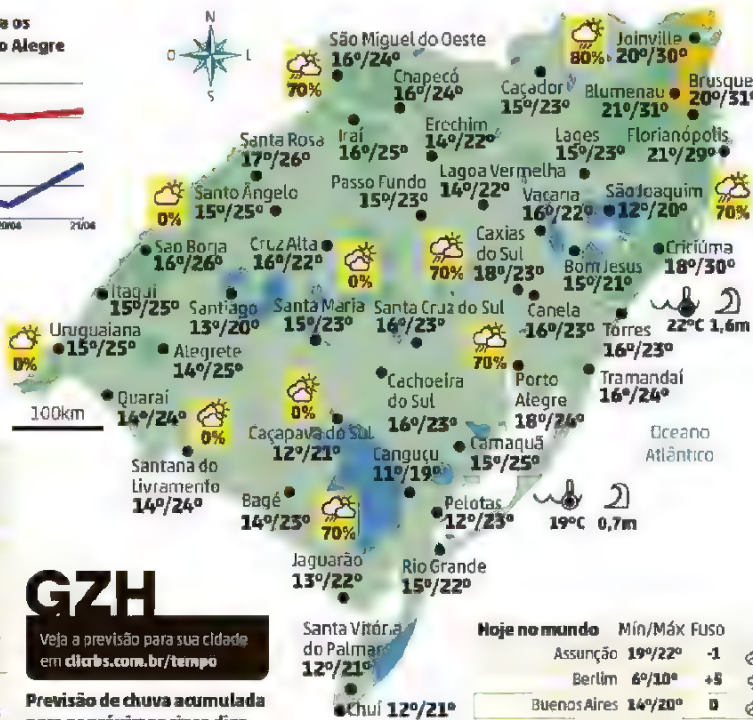 a os
o Alegre
20/06
21/06
N
O
L
S
São Miguel do Oeste
16º/24º
70%
Chapecó
16º/24º
Caçador
15º/23º
80%
Joinville
20º/30º
Blumenau
21º/31º
Brusque
20º/31º
Iraí
16º/25º
Erechim
14º/22º
Lages
15º/23º
Florianópolis
21º/29º
Santa Rosa
17º/26º
Lagoa Vermelha
14º/22º
Passo Fundo
15º/23º
Vacaria
16º/22º
São Joaquim
12º/20º
70%
0%
Santo Ângelo
15º/25º
São Borja
16º/26º
Cruz Alta
16º/22º
0%
70%
Caxias
do Sul
18º/23º
Bom Jesus
15º/21º
Criciúma
18º/30º
Itaqui
15º/25º
Santiago
13º/20º
Santa Maria
15º/23º
Santa Cruz do Sul
16º/23º
Canela
16º/23º
Torres
16º/23º
22ºC 1,6m
Uruguaiana
15º/25º
0%
Alegrete
14º/25º
70%
Tramandaí
16º/24º
Quaraí
14º/24º
100km
0%
0%
Cachoeira
do Sul
16º/23º
Porto
Alegre
18º/24º
Caçapava do Sul
12º/21º
Camaquã
15º/25º
Oceano
Atlântico
Santana do
Livramento
14º/24º
Canguçu
11º/19º
Bagé
14º/23º
70%
Pelotas
12º/23º
19ºC 0,7m
Jaguarão
13º/22º
Rio Grande
15º/22º
GZH
Veja a previsão para sua cidade
em clicrbs.com.br/tempo
Santa Vitória
do Palmar
12º/21º
Chuí 12º/21º
Previsão de chuva acumulada
Hoje no mundo Mín/Máx Fuso
Assunção 19º/22º -1
Berlim 6º/10º +5
Buenos Aires 14º/20º 0